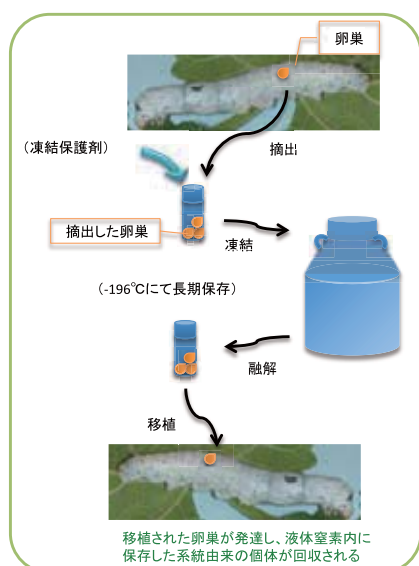 卵巣
摘出
(凍結保護剤)
摘出した卵巣
凍結
(-196℃にて長期保存)
融解
移植
移植された卵巣が発達し、液体窒素内に
保存した系統由来の個体が回収される